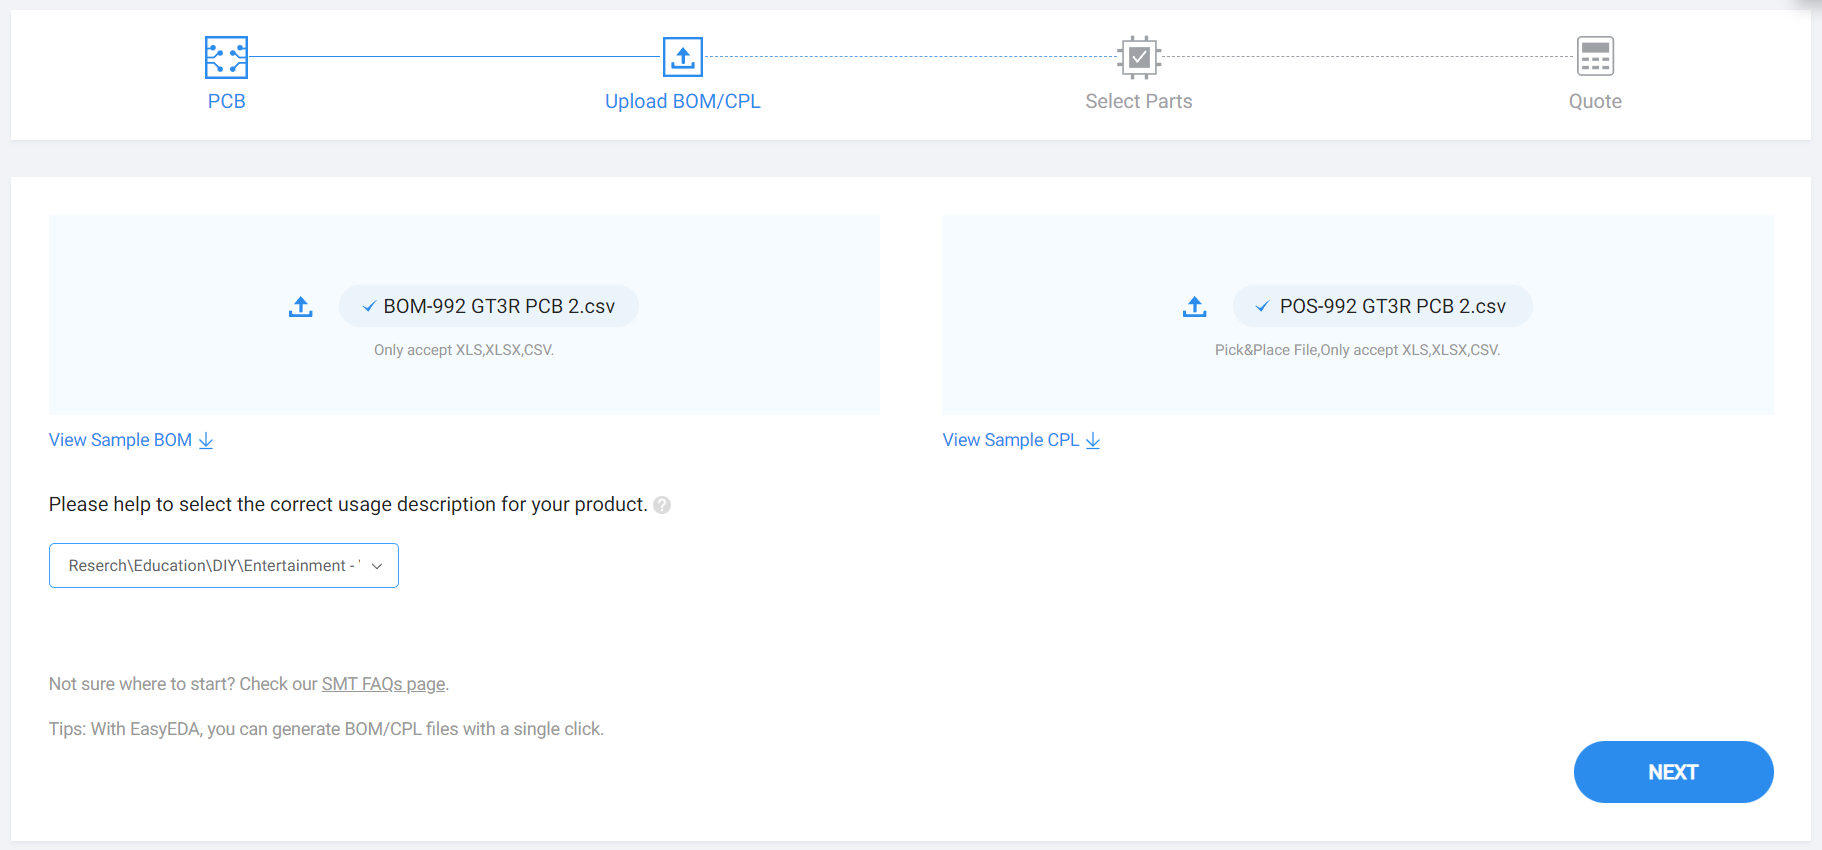 PCB
Upload BOM/CPL
Select Parts
Quote
BOM-992 GT3R PCB 2.csv
Only accept XLS,XLSX,CSV.
POS-992 GT3R PCB 2.csv
Pick&Place File,Only accept XLS,XLSX,CSV.
View Sample BOM
View Sample CPL
Please help to select the correct usage description for your product. ?
Reserch\Education\DIY\Entertainment - '
Not sure where to start? Check our SMT FAQs page.
Tips: With EasyEDA, you can generate BOM/CPL files with a single click.
NEXT